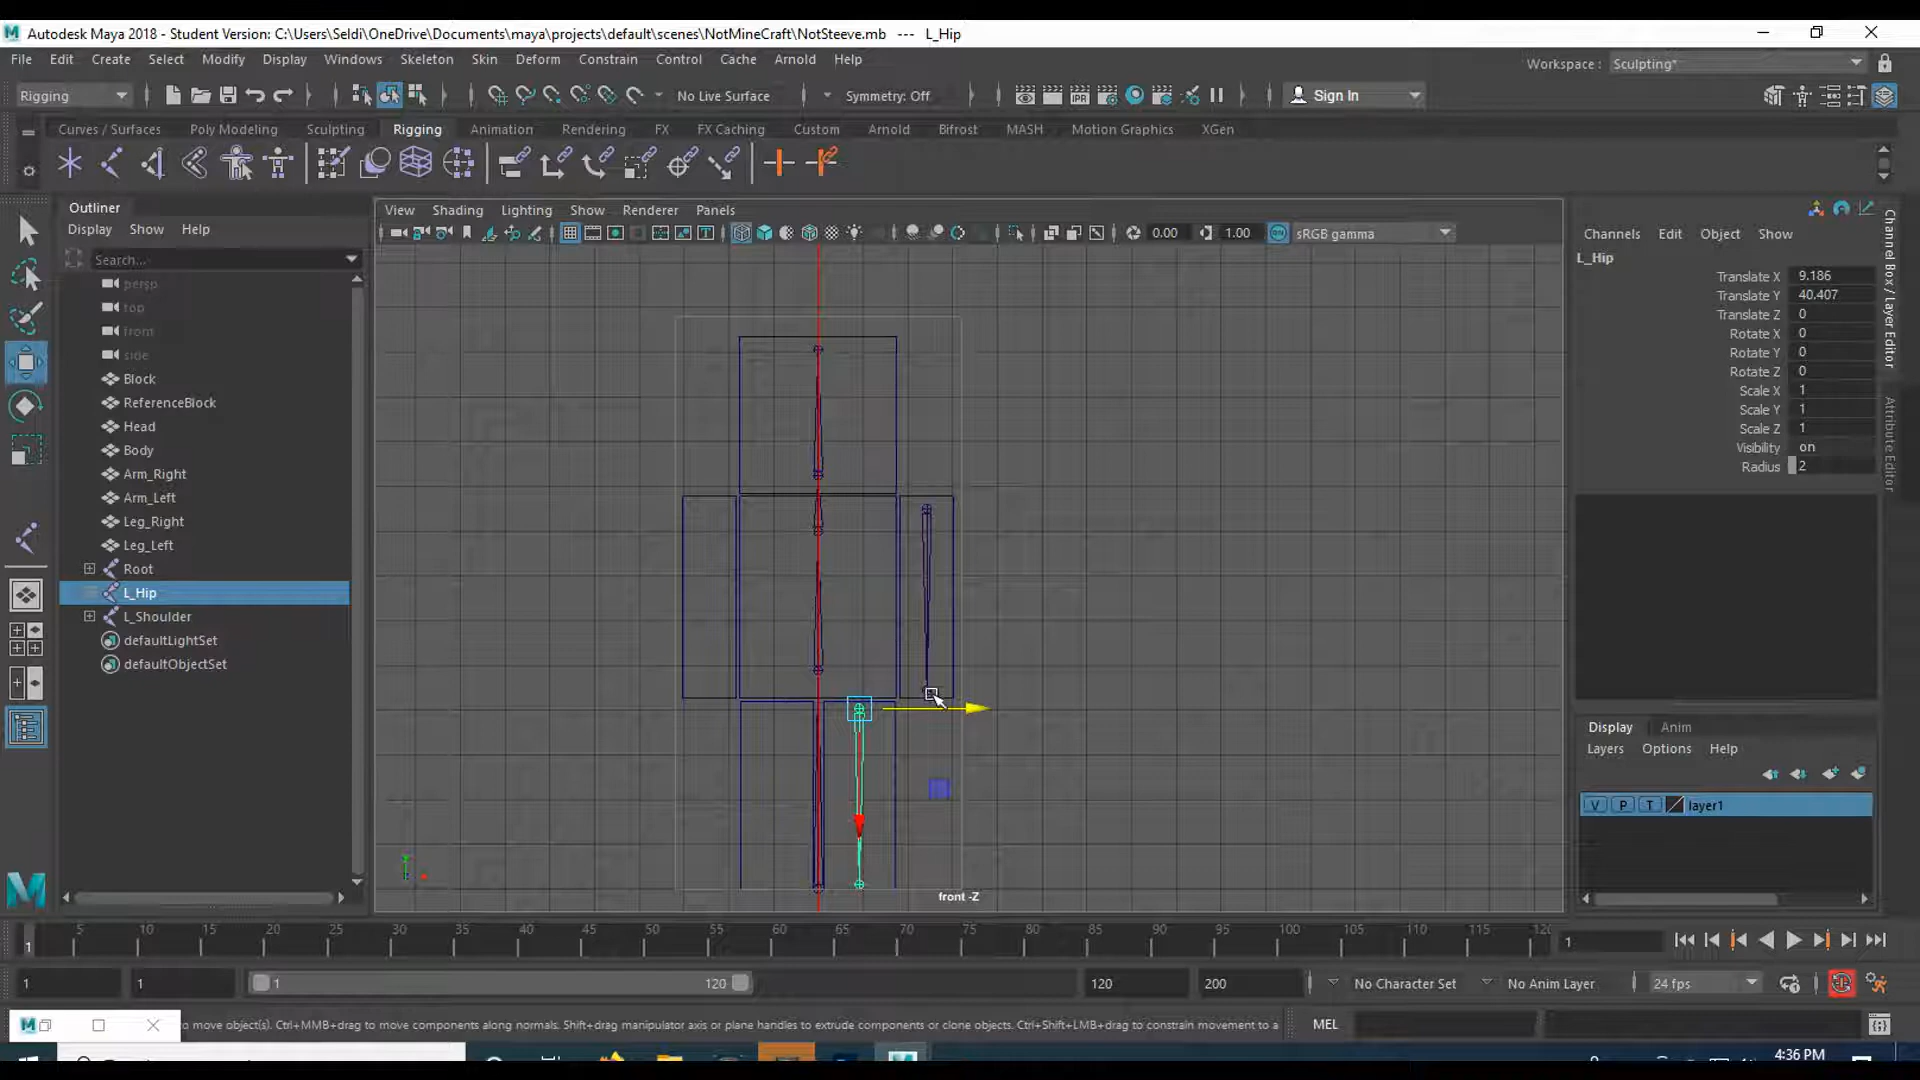 Autodesk Maya 2018 - Student Version: C:\Users\Seldi\OneDrive\Documents\maya\projects\default\scenes\NotMineCraft\NotSteeve.mb --- L_Hip
File Edit Create Select Modify Display Windows Skeleton Skin Deform Constrain Control Cache Arnold Help
Workspace : Sculpting*
Rigging
No Live Surface
Symmetry: Off
Sign In
Curves / Surfaces Poly Modeling Sculpting Rigging Animation Rendering FX FX Caching Custom Arnold Bifrost MASH Motion Graphics XGen
Outliner
Display Show Help
Search...
persp
top
front
side
Block
ReferenceBlock
Head
Body
Arm_Right
Arm_Left
Leg_Right
Leg_Left
Root
L_Hip
L_Shoulder
defaultLightSet
defaultObjectSet
View Shading Lighting Show Renderer Panels
0.00 1.00 ON sRGB gamma
front -Z
Channels Edit Object Show
L_Hip
Translate X 9.186
Translate Y 40.407
Translate Z 0
Rotate X 0
Rotate Y 0
Rotate Z 0
Scale X 1
Scale Y 1
Scale Z 1
Visibility on
Radius 2
Channel Box / Layer Editor
Attribute Editor
Display Anim
Layers Options Help
V P T layer1
5 10 15 20 25 30 35 40 45 50 55 60 65 70 75 80 85 90 95 100 105 110 115 120
1
1
1 1 1 120 120 200 No Character Set No Anim Layer 24 fps
to move object(s). Ctrl+MMB+drag to move components along normals. Shift+drag manipulator axis or plane handles to extrude components or clone objects. Ctrl+Shift+LMB+drag to constrain movement to a
MEL
4:36 PM